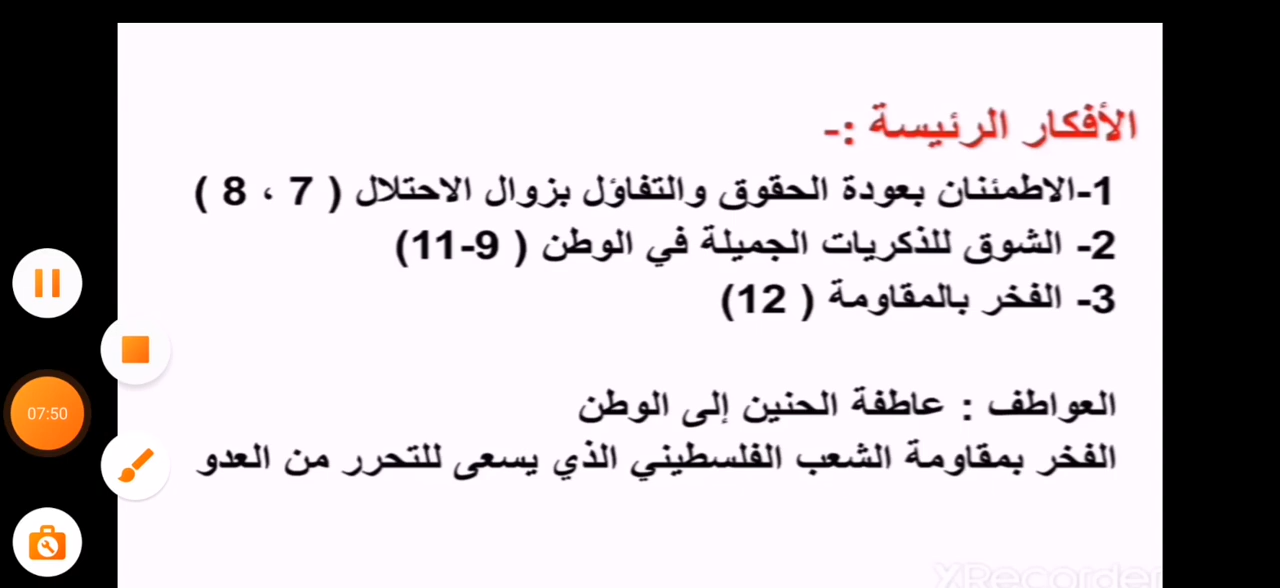 الأفكار الرئيسة :-
1-الاطمئنان بعودة الحقوق والتفاؤل بزوال الاحتلال ( 7 ، 8 )
2- الشوق للذكريات الجميلة في الوطن ( 9-11)
3- الفخر بالمقاومة ( 12)
العواطف : عاطفة الحنين إلى الوطن
الفخر بمقاومة الشعب الفلسطيني الذي يسعى للتحرر من العدو
07:50
XRecorder